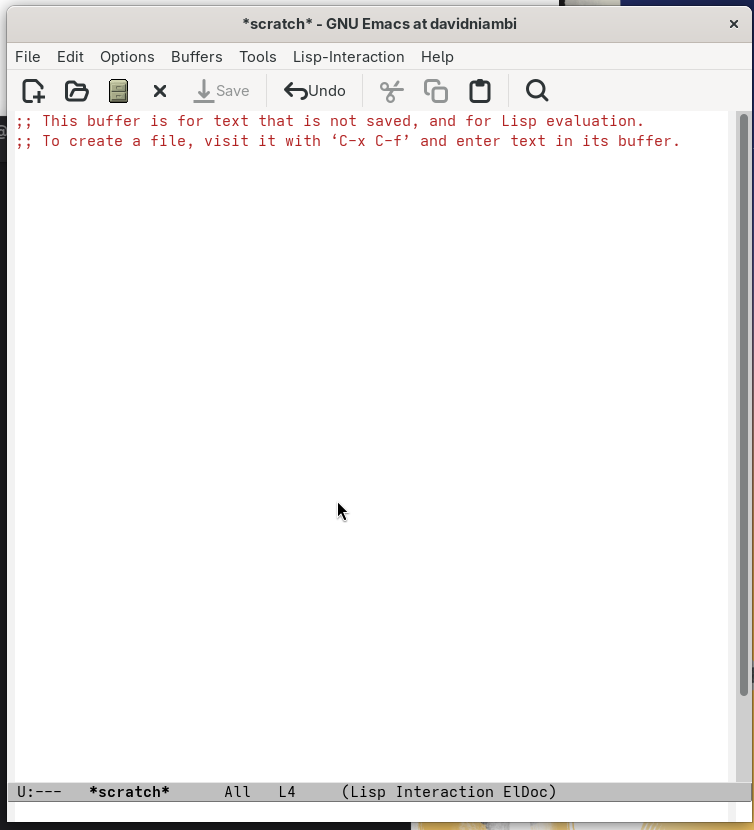 *scratch* - GNU Emacs at davidniambi
File Edit Options Buffers Tools Lisp-Interaction Help
Save Undo
;; This buffer is for text that is not saved, and for Lisp evaluation.
;; To create a file, visit it with ‘C-x C-f’ and enter text in its buffer.
U:--- *scratch* All L4 (Lisp Interaction ElDoc)